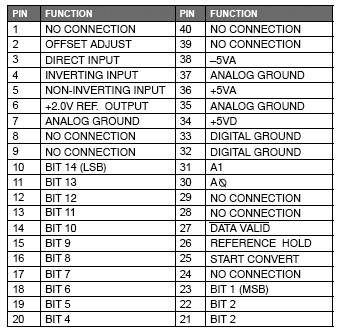 PIN FUNCTION PIN FUNCTION
1 NO CONNECTION 40 NO CONNECTION
2 OFFSET ADJUST 39 NO CONNECTION
3 DIRECT INPUT 38 –5VA
4 INVERTING INPUT 37 ANALOG GROUND
5 NON-INVERTING INPUT 36 +5VA
6 +2.0V REF. OUTPUT 35 ANALOG GROUND
7 ANALOG GROUND 34 +5VD
8 NO CONNECTION 33 DIGITAL GROUND
9 NO CONNECTION 32 DIGITAL GROUND
10 BIT 14 (LSB) 31 A1
11 BIT 13 30 AØ
12 BIT 12 29 NO CONNECTION
13 BIT 11 28 NO CONNECTION
14 BIT 10 27 DATA VALID
15 BIT 9 26 REFERENCE HOLD
16 BIT 8 25 START CONVERT
17 BIT 7 24 NO CONNECTION
18 BIT 6 23 BIT 1 (MSB)
19 BIT 5 22 BIT 2
20 BIT 4 21 BIT 2